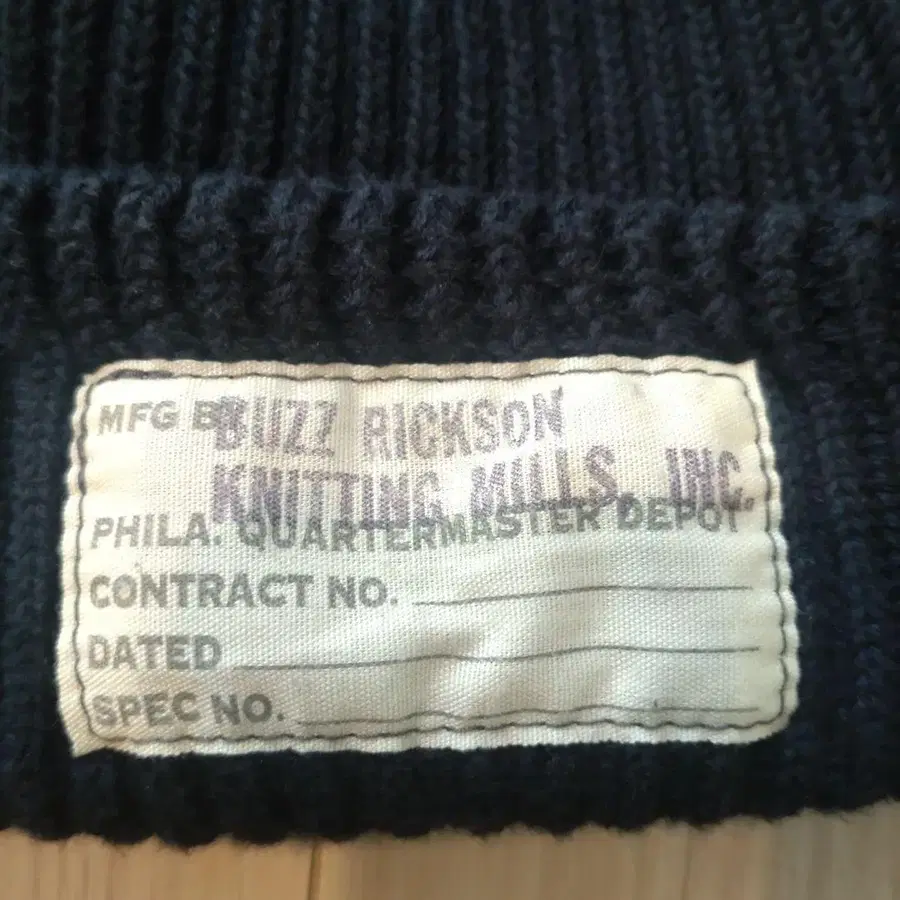 MFG BY BUZZ RICKSON
KNITTING MILLS, INC.
PHILA. QUARTERMASTER DEPOT
CONTRACT NO.
DATED
SPEC NO.